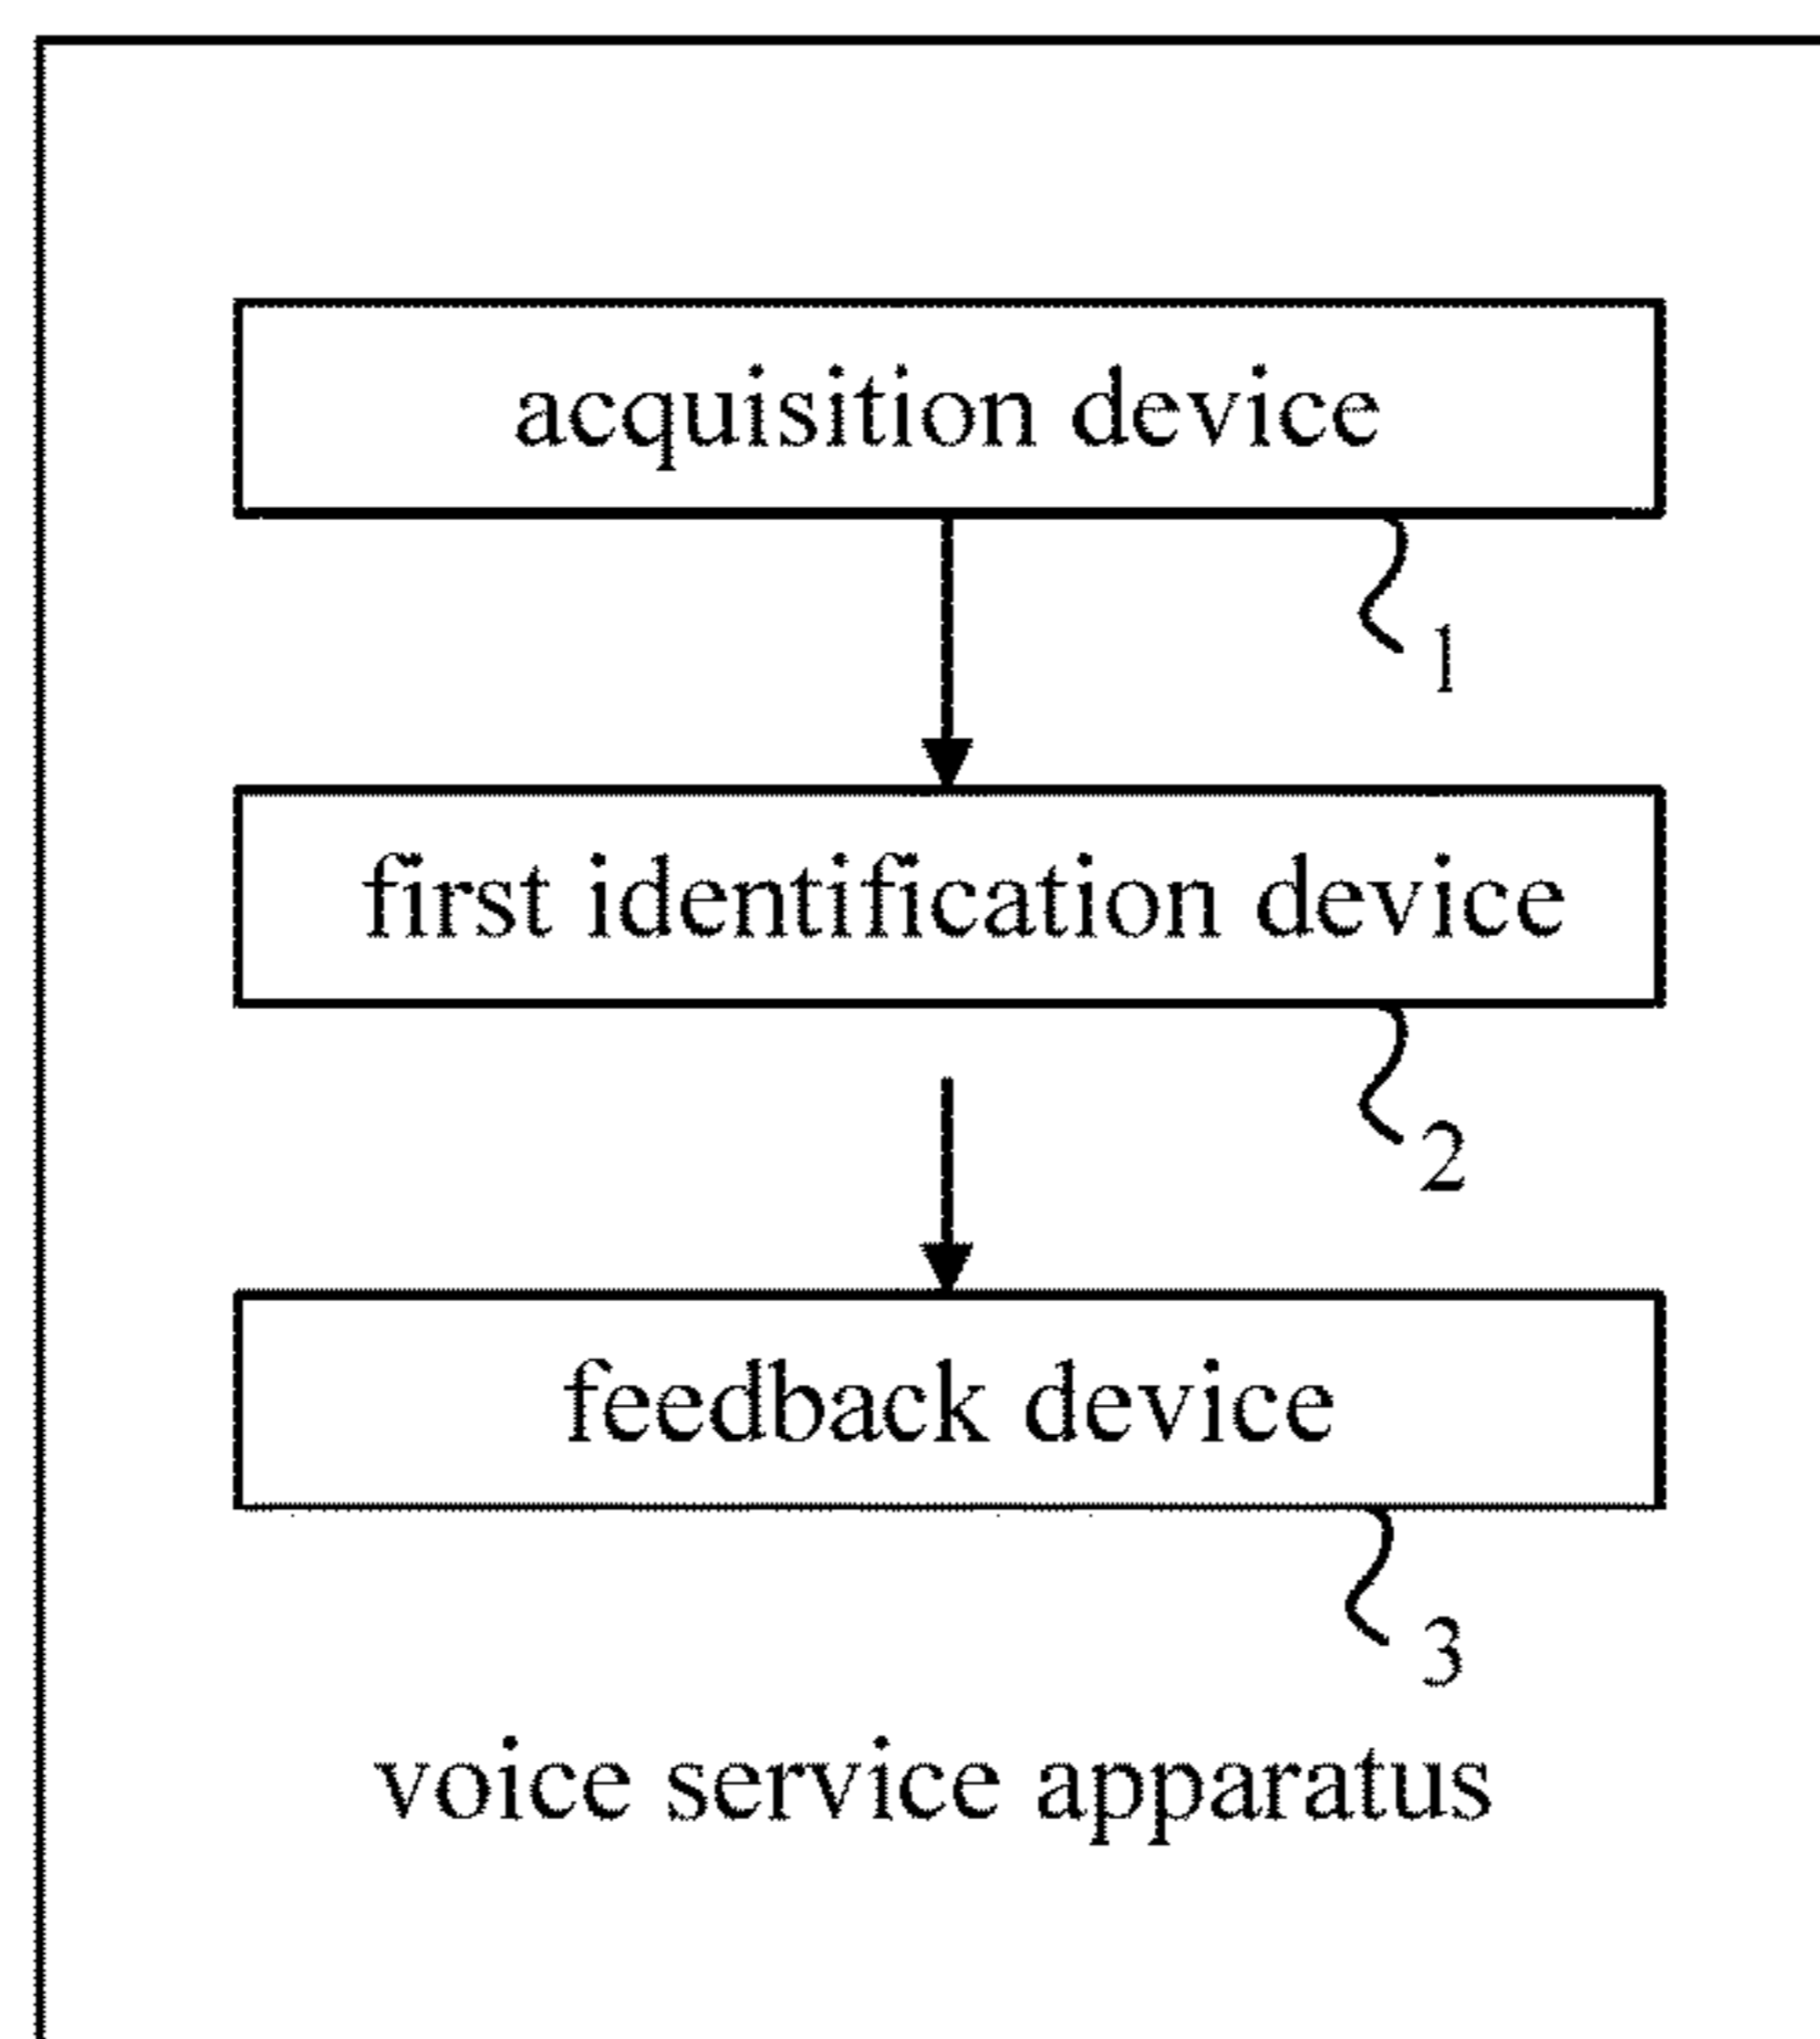 acquisition device
1
first identification device
2
feedback device
3
voice service apparatus